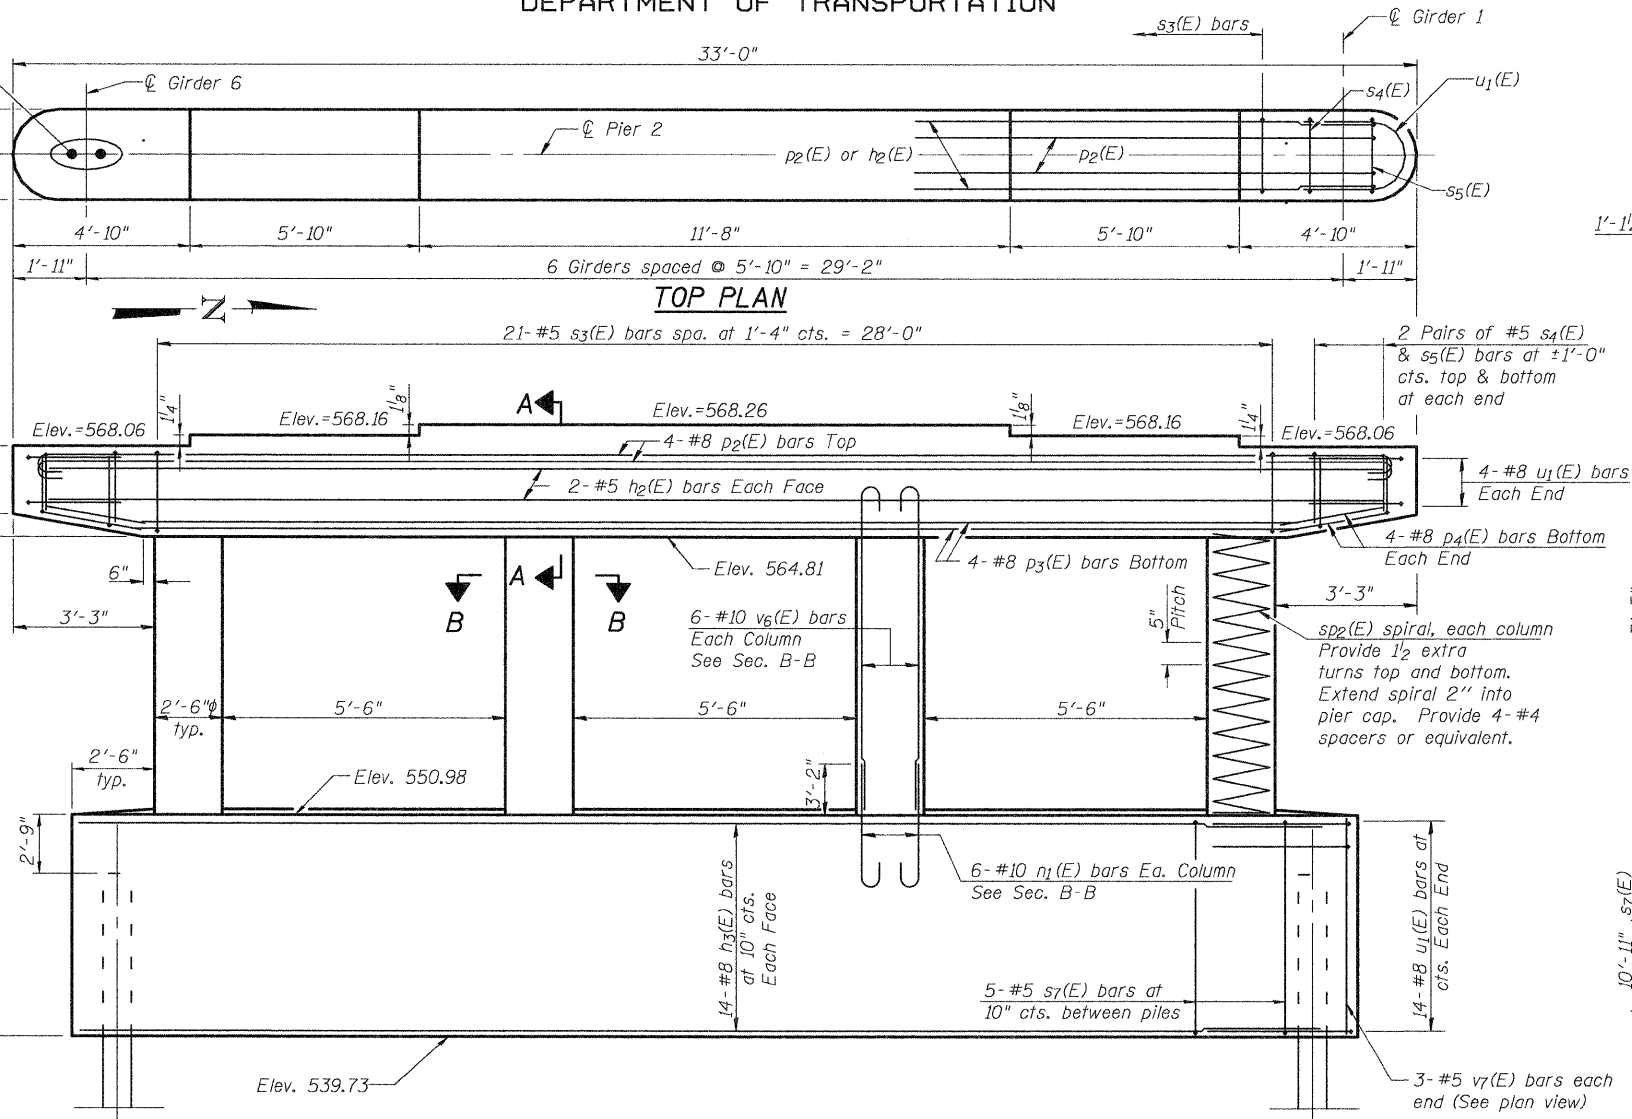 DEPARTMENT OF TRANSPORTATION
s3(E) bars
℄ Girder 1
33'-0"
℄ Girder 6
s4(E)
u1(E)
℄ Pier 2
p2(E) or h2(E)
p2(E)
s5(E)
4'-10"
5'-10"
11'-8"
5'-10"
4'-10"
1'-11"
6 Girders spaced @ 5'-10" = 29'-2"
1'-11"
TOP PLAN
N
21-#5 s3(E) bars spa. at 1'-4" cts. = 28'-0"
2 Pairs of #5 s4(E)
& s5(E) bars at ±1'-0"
cts. top & bottom
at each end
Elev.=568.06
1¼"
Elev.=568.16
1⅛"
A
Elev.=568.26
1⅛"
Elev.=568.16
1¼"
Elev.=568.06
4-#8 p2(E) bars Top
2-#5 h2(E) bars Each Face
4-#8 u1(E) bars
Each End
4-#8 p4(E) bars Bottom
Each End
4-#8 p3(E) bars Bottom
Elev. 564.81
6"
A
B
B
3'-3"
3'-3"
6-#10 v6(E) bars
Each Column
See Sec. B-B
5"
Pitch
sp2(E) spiral, each column
Provide 1½ extra
turns top and bottom.
Extend spiral 2" into
pier cap. Provide 4-#4
spacers or equivalent.
2'-6"φ
typ.
5'-6"
5'-6"
5'-6"
2'-6"
typ.
Elev. 550.98
3'-2"
2'-9"
6-#10 n1(E) bars Ea. Column
See Sec. B-B
14-#8 h3(E) bars
at 10" cts.
Each Face
5-#5 s7(E) bars at
10" cts. between piles
14-#8 u1(E) bars at
cts. Each End
Elev. 539.73
3-#5 v7(E) bars each
end (See plan view)
10'-11"
s7(E)